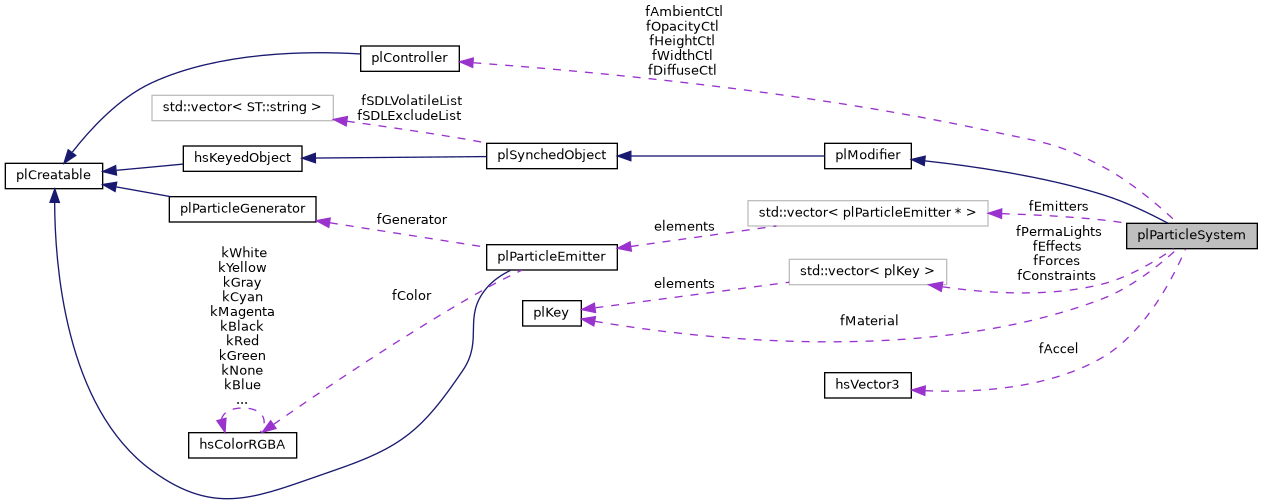 fAmbientCtl
fOpacityCtl
fHeightCtl
fWidthCtl
fDiffuseCtl
plController
std::vector< ST::string >
fSDLVolatileList
fSDLExcludeList
hsKeyedObject
plSynchedObject
plModifier
plCreatable
plParticleGenerator
fGenerator
elements
std::vector< plParticleEmitter * >
fEmitters
plParticleSystem
fPermaLights
fEffects
fForces
fConstraints
kWhite
kYellow
kGray
kCyan
kMagenta
kBlack
kRed
kGreen
kNone
kBlue
...
plParticleEmitter
fColor
elements
std::vector< plKey >
plKey
fMaterial
fAccel
hsVector3
hsColorRGBA